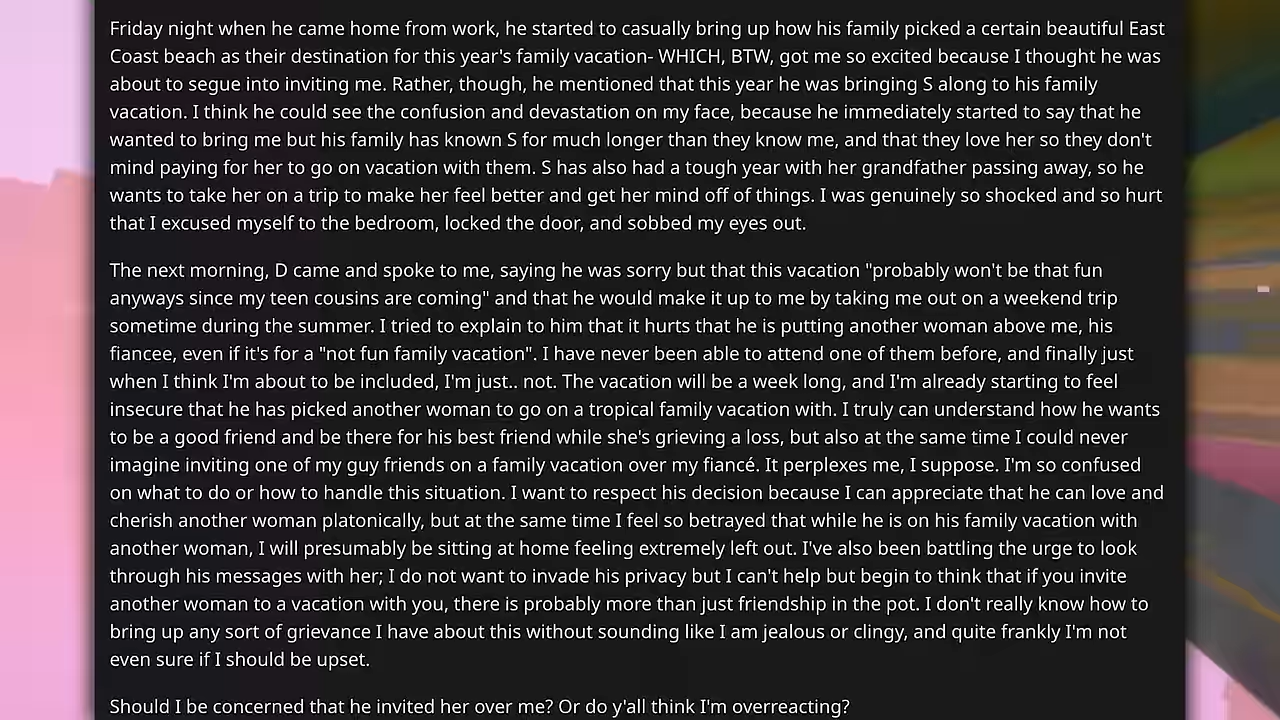 Friday night when he came home from work, he started to casually bring up how his family picked a certain beautiful East
Coast beach as their destination for this year's family vacation- WHICH, BTW, got me so excited because I thought he was
about to segue into inviting me. Rather, though, he mentioned that this year he was bringing S along to his family
vacation. I think he could see the confusion and devastation on my face, because he immediately started to say that he
wanted to bring me but his family has known S for much longer than they know me, and that they love her so they don't
mind paying for her to go on vacation with them. S has also had a tough year with her grandfather passing away, so he
wants to take her on a trip to make her feel better and get her mind off of things. I was genuinely so shocked and so hurt
that I excused myself to the bedroom, locked the door, and sobbed my eyes out.
The next morning, D came and spoke to me, saying he was sorry but that this vacation "probably won't be that fun
anyways since my teen cousins are coming" and that he would make it up to me by taking me out on a weekend trip
sometime during the summer. I tried to explain to him that it hurts that he is putting another woman above me, his
fiancee, even if it's for a "not fun family vacation". I have never been able to attend one of them before, and finally just
when I think I'm about to be included, I'm just.. not. The vacation will be a week long, and I'm already starting to feel
insecure that he has picked another woman to go on a tropical family vacation with. I truly can understand how he wants
to be a good friend and be there for his best friend while she's grieving a loss, but also at the same time I could never
imagine inviting one of my guy friends on a family vacation over my fiancé. It perplexes me, I suppose. I'm so confused
on what to do or how to handle this situation. I want to respect his decision because I can appreciate that he can love and
cherish another woman platonically, but at the same time I feel so betrayed that while he is on his family vacation with
another woman, I will presumably be sitting at home feeling extremely left out. I've also been battling the urge to look
through his messages with her; I do not want to invade his privacy but I can't help but begin to think that if you invite
another woman to a vacation with you, there is probably more than just friendship in the pot. I don't really know how to
bring up any sort of grievance I have about this without sounding like I am jealous or clingy, and quite frankly I'm not
even sure if I should be upset.
Should I be concerned that he invited her over me? Or do y'all think I'm overreacting?